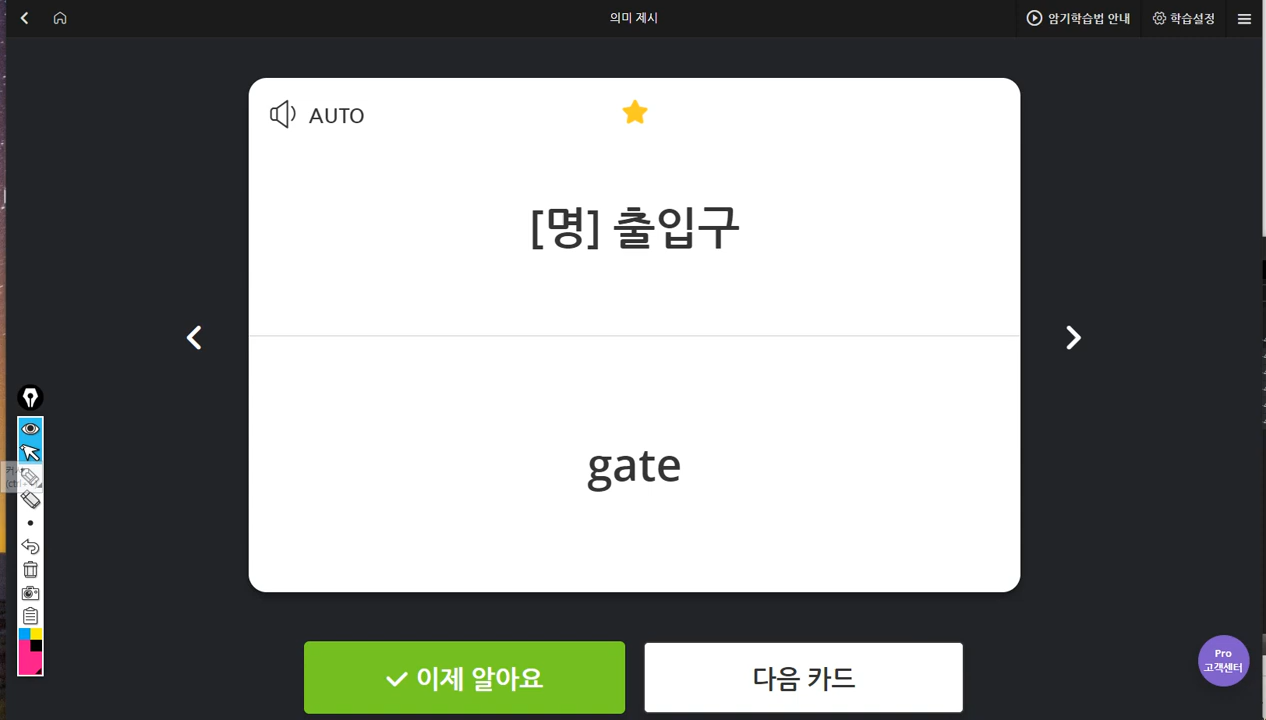 의미 제시
암기학습법 안내
학습설정
AUTO
[명] 출입구
gate
이제 알아요
다음 카드
Pro
고객센터